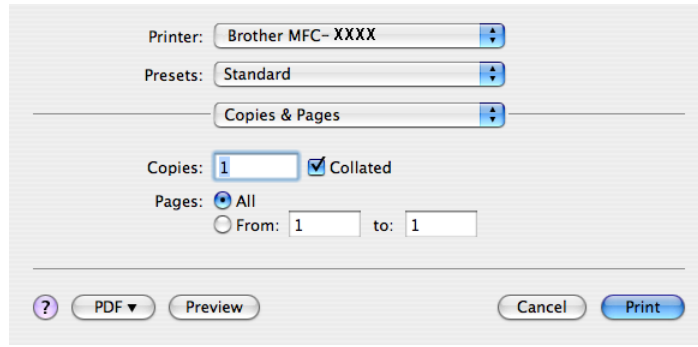 Printer: Brother MFC- XXXX
Presets: Standard
Copies & Pages
Copies: 1 Collated
Pages: All
From: 1 to: 1
? PDF ▼ Preview Cancel Print